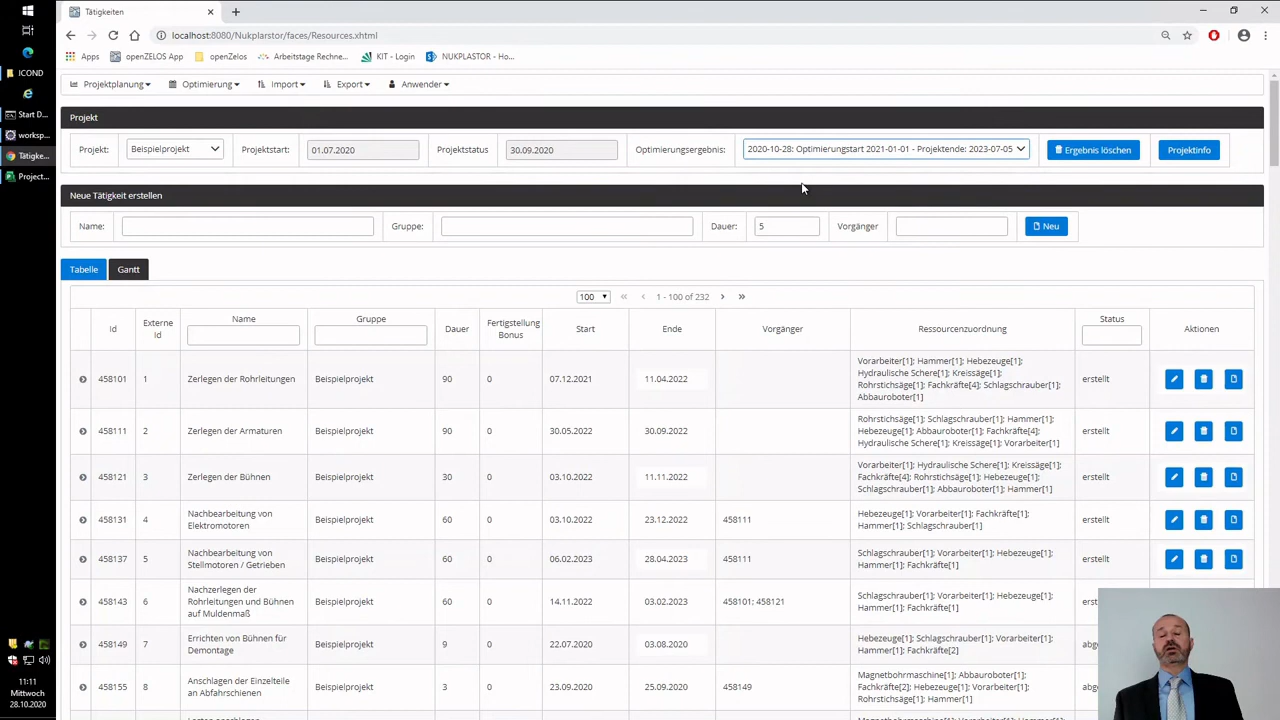 Tätigkeiten
localhost:8080/Nukplarstor/faces/Resources.xhtml
Apps openZELOS App openZelos Arbeitstage Rechne... KIT - Login NUKPLASTOR - Ho...
ICOND
Start D...
worksp...
Tätigke...
Project...
Projektplanung Optimierung Import Export Anwender
Projekt
Projekt: Beispielprojekt Projektstart: 01.07.2020 Projektstatus 30.09.2020 Optimierungsergebnis: 2020-10-28: Optimierungstart 2021-01-01 - Projektende: 2023-07-05 Ergebnis löschen Projektinfo
Neue Tätigkeit erstellen
Name: Gruppe: Dauer: 5 Vorgänger Neu
Tabelle Gantt
100 1 - 100 of 232
Id Externe Id Name Gruppe Dauer Fertigstellung Bonus Start Ende Vorgänger Ressourcenzuordnung Status Aktionen
458101 1 Zerlegen der Rohrleitungen Beispielprojekt 90 0 07.12.2021 11.04.2022
Vorarbeiter[1]; Hammer[1]; Hebezeuge[1];
Hydraulische Schere[1]; Kreissäge[1];
Rohrstichsäge[1]; Fachkräfte[4]; Schlagschrauber[1];
Abbauroboter[1]
erstellt
458111 2 Zerlegen der Armaturen Beispielprojekt 90 0 30.05.2022 30.09.2022
Rohrstichsäge[1]; Schlagschrauber[1]; Hammer[1];
Hebezeuge[1]; Abbauroboter[1]; Fachkräfte[4];
Hydraulische Schere[1]; Kreissäge[1]; Vorarbeiter[1]
erstellt
458121 3 Zerlegen der Bühnen Beispielprojekt 30 0 03.10.2022 11.11.2022
Vorarbeiter[1]; Hydraulische Schere[1]; Kreissäge[1];
Fachkräfte[4]; Rohrstichsäge[1]; Hebezeuge[1];
Schlagschrauber[1]; Abbauroboter[1]; Hammer[1]
erstellt
458131 4
Nachbearbeitung von
Elektromotoren
Beispielprojekt 60 0 03.10.2022 23.12.2022 458111
Hebezeuge[1]; Vorarbeiter[1]; Fachkräfte[1];
Hammer[1]; Schlagschrauber[1]
erstellt
458137 5
Nachbearbeitung von
Stellmotoren / Getrieben
Beispielprojekt 60 0 06.02.2023 28.04.2023 458111
Schlagschrauber[1]; Vorarbeiter[1]; Hebezeuge[1];
Hammer[1]; Fachkräfte[1]
erstellt
458143 6
Nachzerlegen der
Rohrleitungen und Bühnen
auf Muldenmaß
Beispielprojekt 60 0 14.11.2022 03.02.2023 458101; 458121
Schlagschrauber[1]; Vorarbeiter[1]; Hebezeuge[1];
Hammer[1]; Fachkräfte[1]
458149 7
Errichten von Bühnen für
Demontage
Beispielprojekt 9 0 22.07.2020 03.08.2020
Hebezeuge[1]; Schlagschrauber[1]; Vorarbeiter[1];
Hammer[1]; Fachkräfte[2]
458155 8
Anschlagen der Einzelteile
an Abfahrschienen
Beispielprojekt 3 0 23.09.2020 25.09.2020 458149
Magnetbohrmaschine[1]; Abbauroboter[1];
Fachkräfte[2]; Hebezeuge[1]; Hammer[1];
Vorarbeiter[1]; Rohrstichsäge[1]
11:11
Mittwoch
28.10.2020